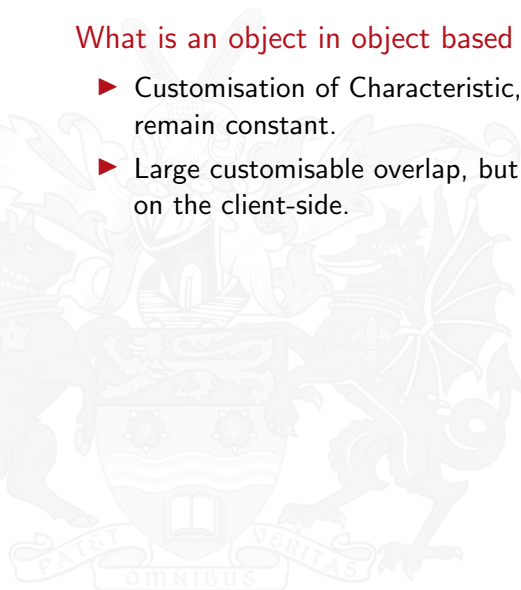 What is an object in object based
▶ Customisation of Characteristic,
remain constant.
▶ Large customisable overlap, but
on the client-side.
PATET
OMNIBUS
VERITAS